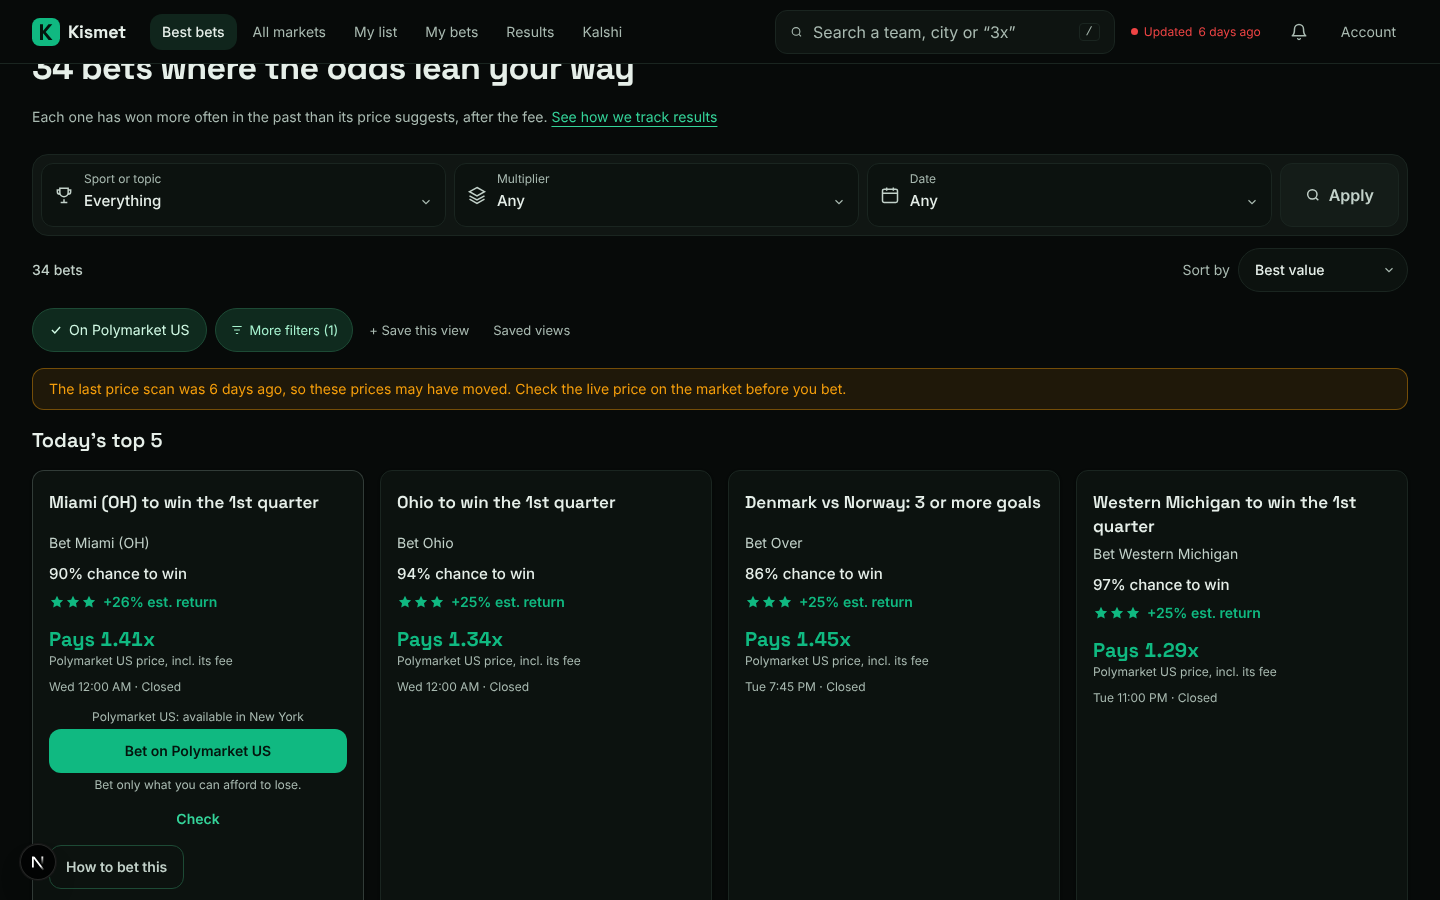 Kismet
Best bets
All markets
My list
My bets
Results
Kalshi
Search a team, city or “3x”
/
Updated 6 days ago
Account
34 bets where the odds lean your way
Each one has won more often in the past than its price suggests, after the fee. See how we track results
Sport or topic
Everything
Multiplier
Any
Date
Any
Apply
34 bets
Sort by
Best value
On Polymarket US
More filters (1)
+ Save this view
Saved views
The last price scan was 6 days ago, so these prices may have moved. Check the live price on the market before you bet.
Today's top 5
Miami (OH) to win the 1st quarter
Bet Miami (OH)
90% chance to win
+26% est. return
Pays 1.41x
Polymarket US price, incl. its fee
Wed 12:00 AM · Closed
Polymarket US: available in New York
Bet on Polymarket US
Bet only what you can afford to lose.
Check
How to bet this
N
Ohio to win the 1st quarter
Bet Ohio
94% chance to win
+25% est. return
Pays 1.34x
Polymarket US price, incl. its fee
Wed 12:00 AM · Closed
Denmark vs Norway: 3 or more goals
Bet Over
86% chance to win
+25% est. return
Pays 1.45x
Polymarket US price, incl. its fee
Tue 7:45 PM · Closed
Western Michigan to win the 1st
quarter
Bet Western Michigan
97% chance to win
+25% est. return
Pays 1.29x
Polymarket US price, incl. its fee
Tue 11:00 PM · Closed